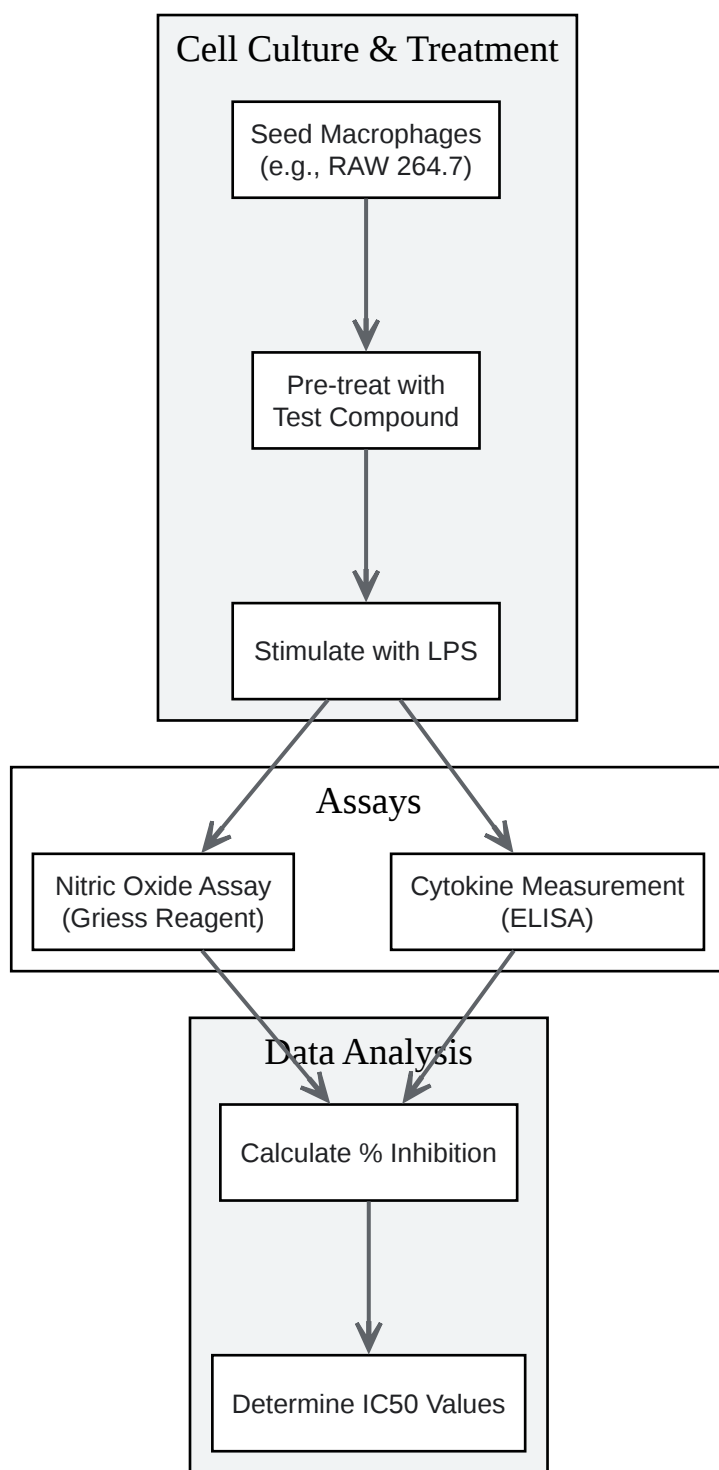 Cell Culture & Treatment
Seed Macrophages
(e.g., RAW 264.7)
Pre-treat with
Test Compound
Stimulate with LPS
Assays
Nitric Oxide Assay
(Griess Reagent)
Cytokine Measurement
(ELISA)
Data Analysis
Calculate % Inhibition
Determine IC50 Values